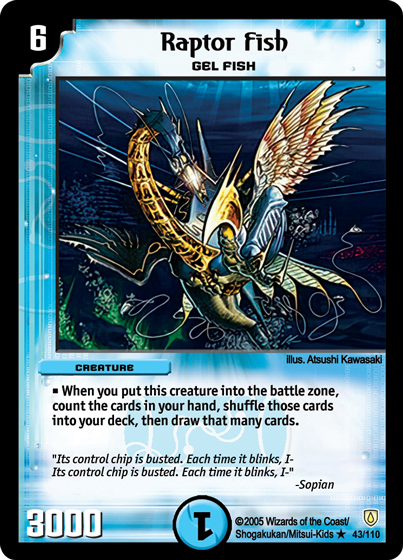 6
Raptor Fish
GEL FISH
illus. Atsushi Kawasaki
CREATURE
▪ When you put this creature into the battle zone,
count the cards in your hand, shuffle those cards
into your deck, then draw that many cards.
"Its control chip is busted. Each time it blinks, I-
Its control chip is busted. Each time it blinks, I-"
-Sopian
3000
1
©2005 Wizards of the Coast/
Shogakukan/Mitsui-Kids ★ 43/110